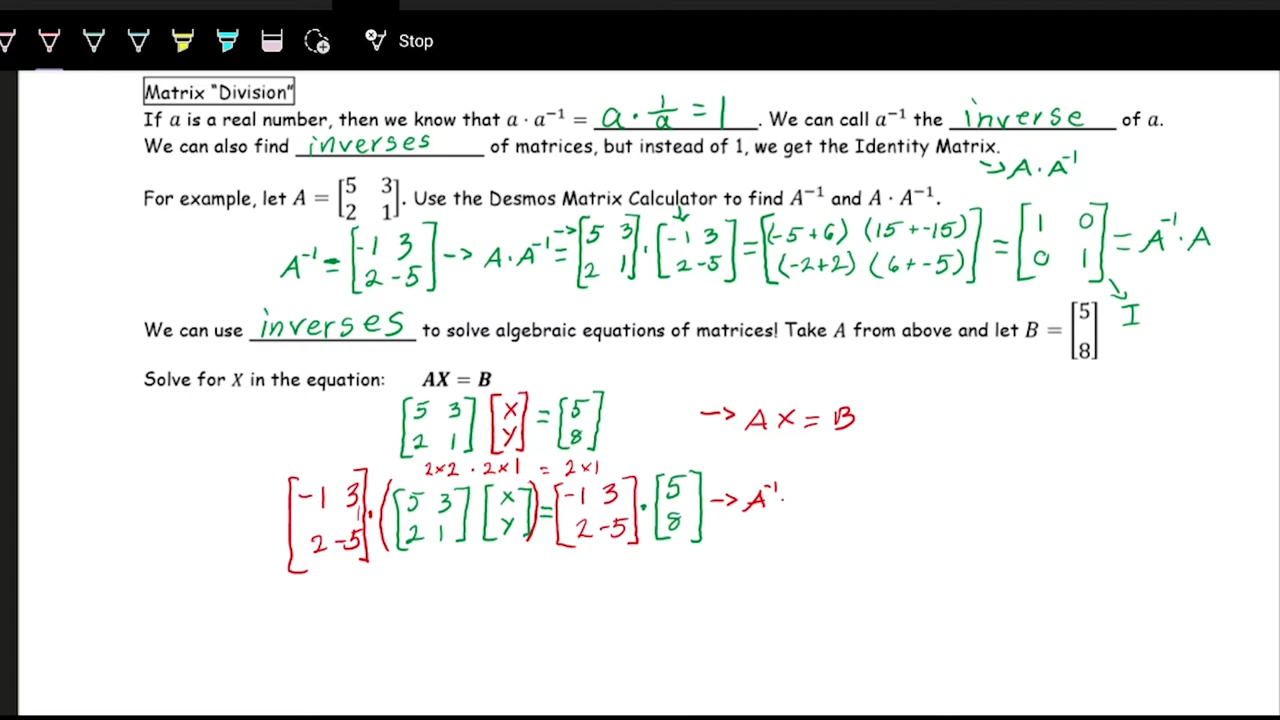 Stop
Matrix "Division"
If a is a real number, then we know that a · a⁻¹ = a · 1/a = 1. We can call a⁻¹ the inverse of a.
We can also find inverses of matrices, but instead of 1, we get the Identity Matrix.
→ A · A⁻¹
For example, let A = [5 3; 2 1]. Use the Desmos Matrix Calculator to find A⁻¹ and A · A⁻¹.
A⁻¹ = [-1 3; 2 -5] → A · A⁻¹ = [5 3; 2 1] · [-1 3; 2 -5] = [(-5+6) (15+-15); (-2+2) (6+-5)] = [1 0; 0 1] = A⁻¹ · A
→ I
We can use inverses to solve algebraic equations of matrices! Take A from above and let B = [5; 8]
Solve for X in the equation: AX = B
[5 3; 2 1] [x; y] = [5; 8] → AX = B
2×2 · 2×1 = 2×1
[-1 3; 2 -5] · ([5 3; 2 1] [x; y]) = [-1 3; 2 -5] · [5; 8] → A⁻¹ ·